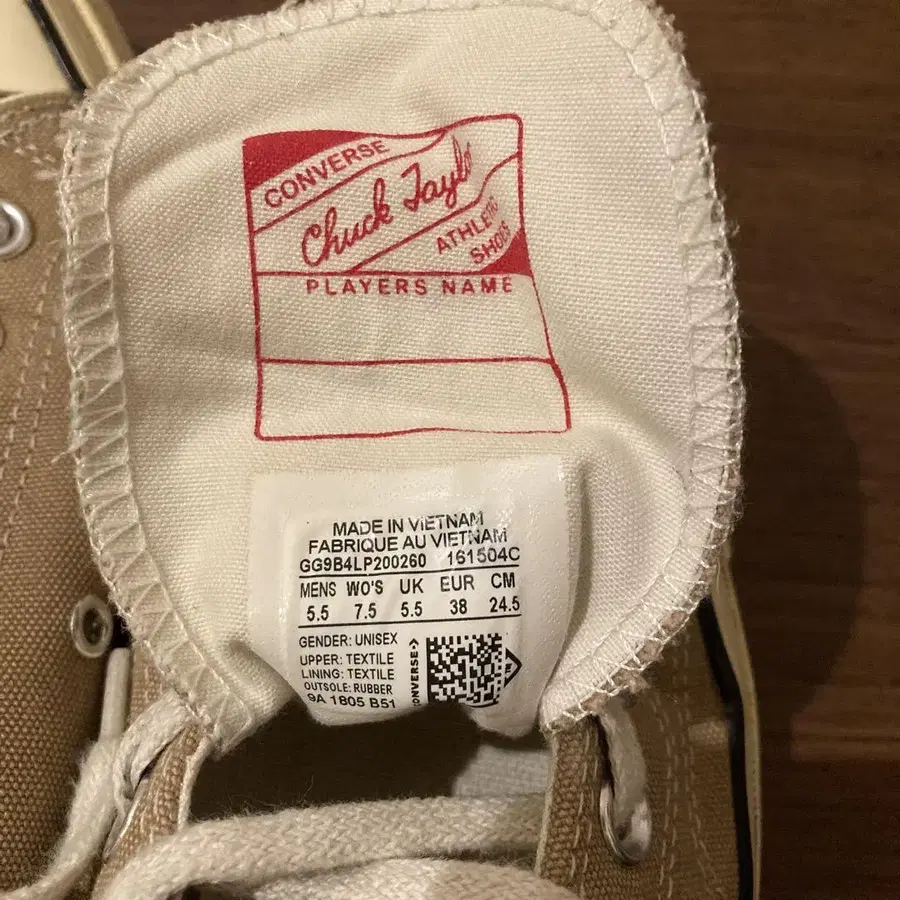 CONVERSE
Chuck Taylor
ATHLETIC
SHOES
PLAYERS NAME
MADE IN VIETNAM
FABRIQUE AU VIETNAM
GG9B4LP200260 161504C
MENS WO'S UK EUR CM
5.5 7.5 5.5 38 24.5
GENDER: UNISEX
UPPER: TEXTILE
LINING: TEXTILE
OUTSOLE: RUBBER
9A 1805 B51
CONVERSE